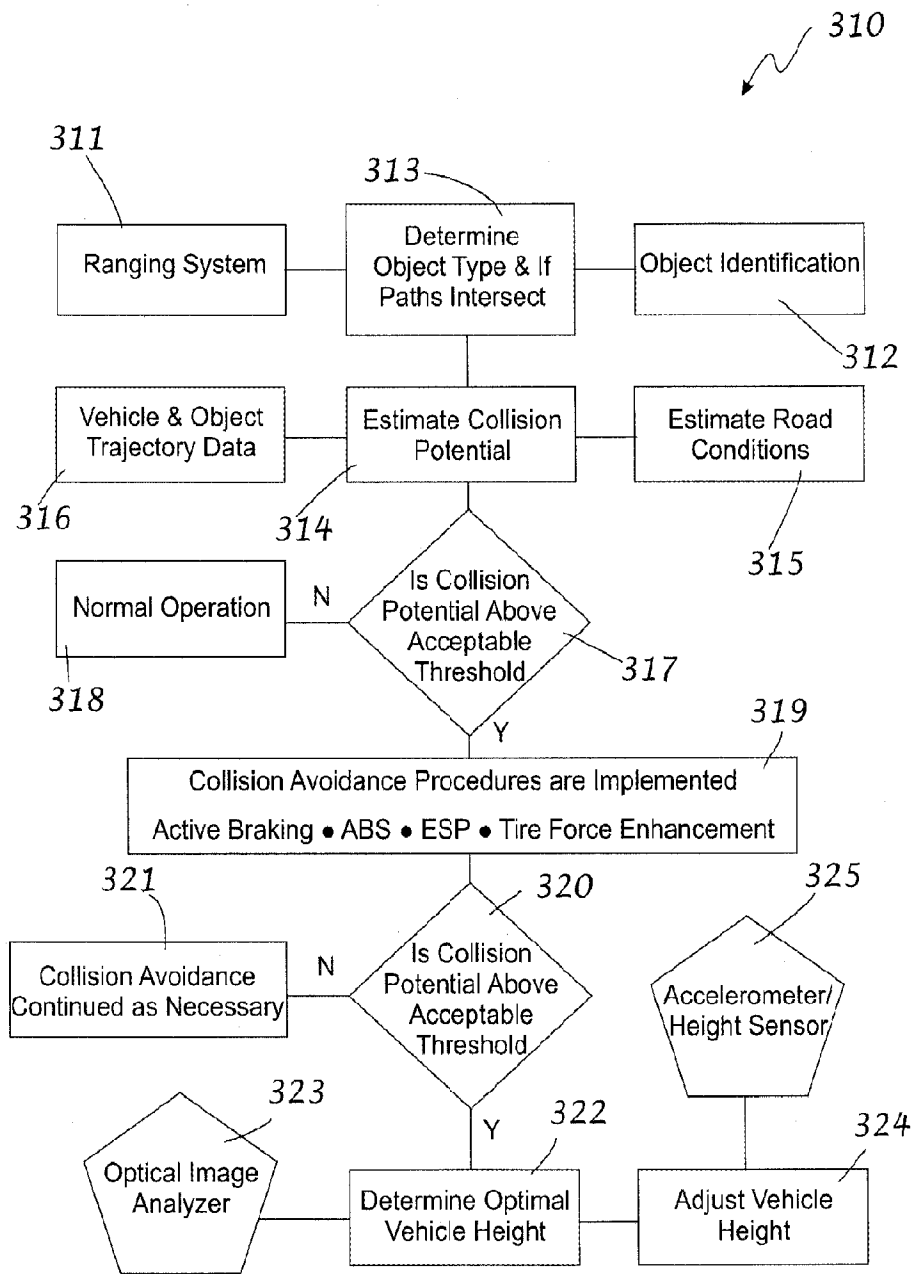 310
311
313
Ranging System
Determine
Object Type & If
Paths Intersect
Object Identification
312
Vehicle & Object
Trajectory Data
Estimate Collision
Potential
Estimate Road
Conditions
316
314
315
Normal Operation
N
Is Collision
Potential Above
Acceptable
Threshold
317
318
Y
319
Collision Avoidance Procedures are Implemented
Active Braking ● ABS ● ESP ● Tire Force Enhancement
321
320
325
Collision Avoidance
Continued as Necessary
N
Is Collision
Potential Above
Acceptable
Threshold
Accelerometer/
Height Sensor
323
Y
322
324
Optical Image
Analyzer
Determine Optimal
Vehicle Height
Adjust Vehicle
Height